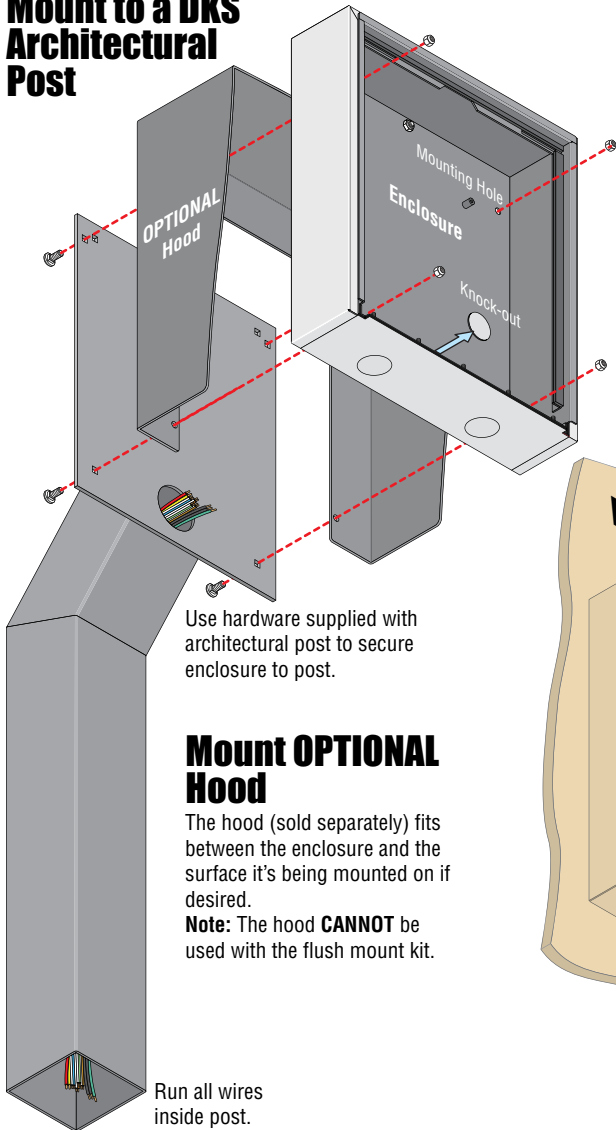 Mount to a DKS
Architectural
Post
OPTIONAL
Hood
Mounting Hole
Enclosure
Knock-out
Use hardware supplied with
architectural post to secure
enclosure to post.
Mount OPTIONAL
Hood
The hood (sold separately) fits
between the enclosure and the
surface it's being mounted on if
desired.
Note: The hood CANNOT be
used with the flush mount kit.
Run all wires
inside post.